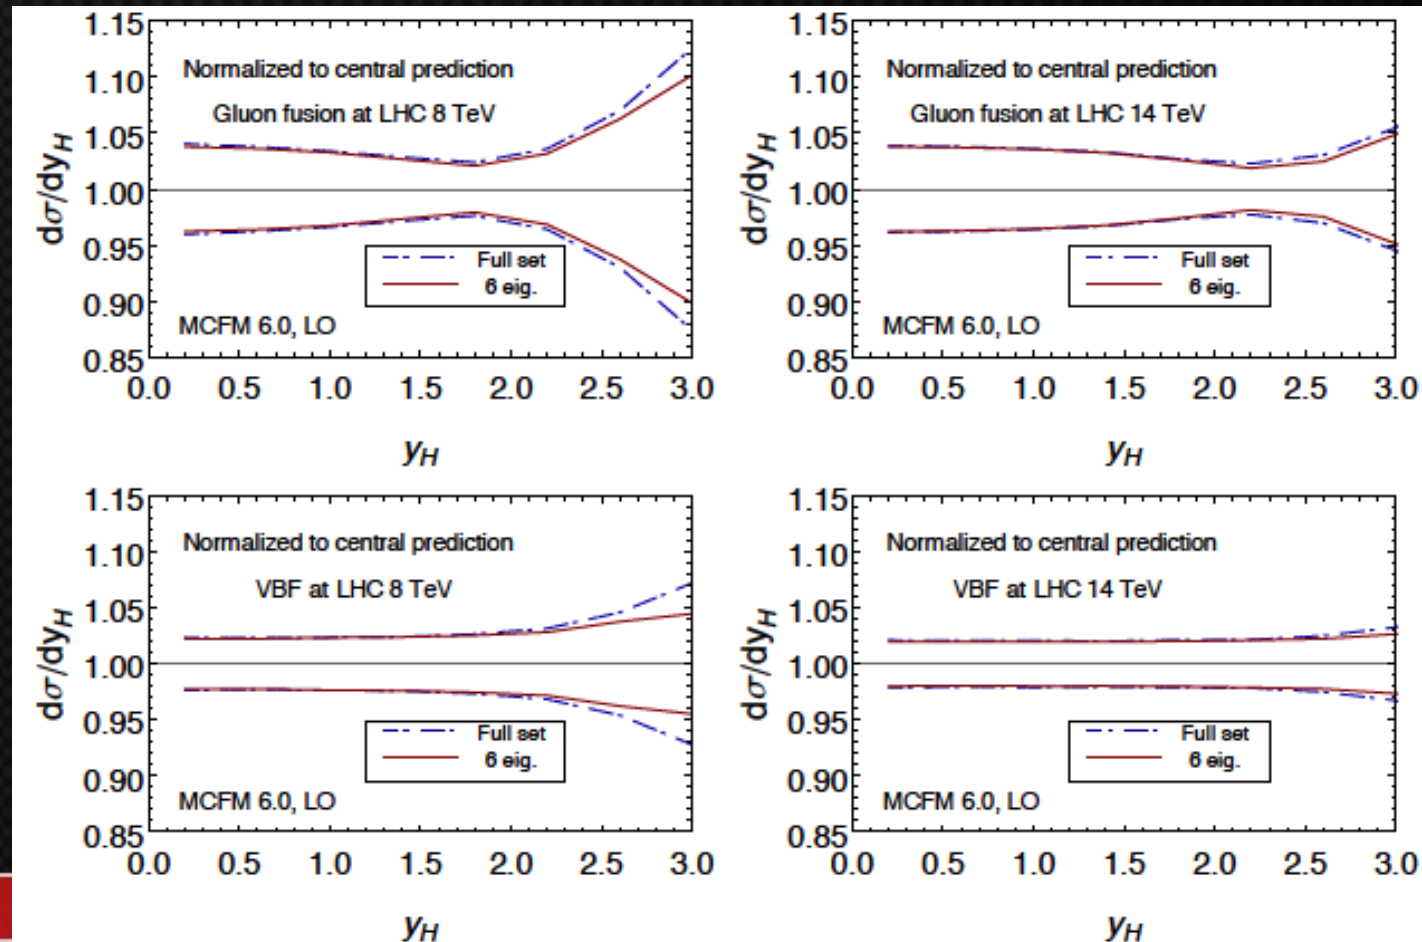 1.15
1.10
1.05
1.00
0.95
0.90
0.85
dσ/dyH
Normalized to central prediction
Gluon fusion at LHC 8 TeV
Full set
6 eig.
MCFM 6.0, LO
0.0 0.5 1.0 1.5 2.0 2.5 3.0
yH
1.15
1.10
1.05
1.00
0.95
0.90
0.85
dσ/dyH
Normalized to central prediction
Gluon fusion at LHC 14 TeV
Full set
6 eig.
MCFM 6.0, LO
0.0 0.5 1.0 1.5 2.0 2.5 3.0
yH
1.15
1.10
1.05
1.00
0.95
0.90
0.85
dσ/dyH
Normalized to central prediction
VBF at LHC 8 TeV
Full set
6 eig.
MCFM 6.0, LO
0.0 0.5 1.0 1.5 2.0 2.5 3.0
yH
1.15
1.10
1.05
1.00
0.95
0.90
0.85
dσ/dyH
Normalized to central prediction
VBF at LHC 14 TeV
Full set
6 eig.
MCFM 6.0, LO
0.0 0.5 1.0 1.5 2.0 2.5 3.0
yH